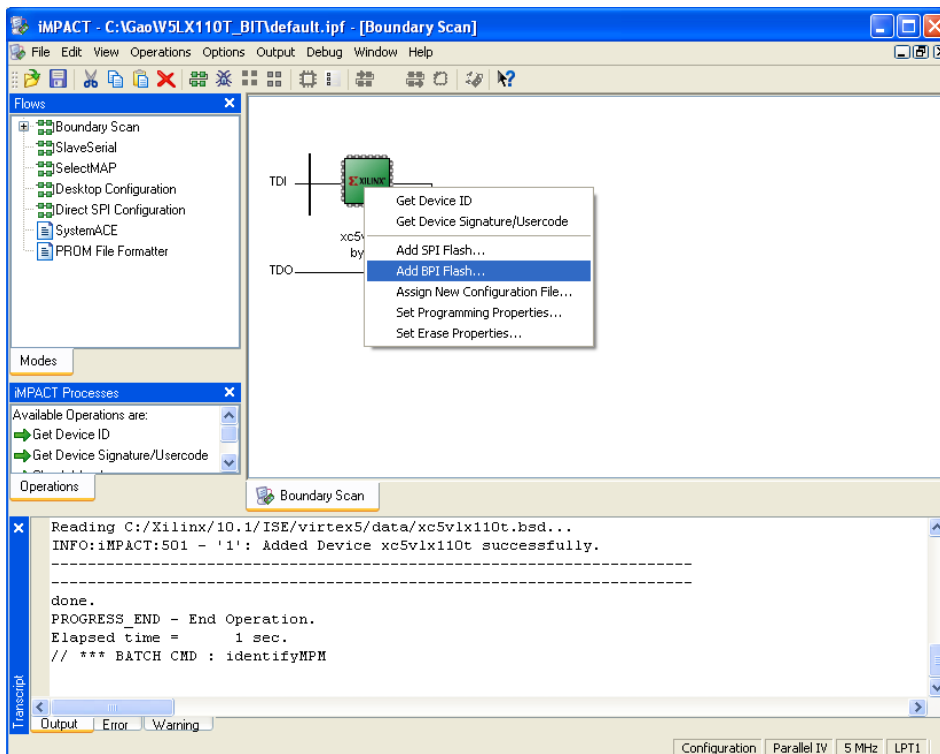 iMPACT - C:\Gao\V5LX110T_BIT\default.ipf - [Boundary Scan]
File Edit View Operations Options Output Debug Window Help
Flows
Boundary Scan
SlaveSerial
SelectMAP
Desktop Configuration
Direct SPI Configuration
SystemACE
PROM File Formatter
Modes
iMPACT Processes
Available Operations are:
Get Device ID
Get Device Signature/Usercode
Operations
TDI
XILINX
xc5v
by
TDO
Get Device ID
Get Device Signature/Usercode
Add SPI Flash...
Add BPI Flash...
Assign New Configuration File...
Set Programming Properties...
Set Erase Properties...
Boundary Scan
Reading C:/Xilinx/10.1/ISE/virtex5/data/xc5vlx110t.bsd...
INFO:iMPACT:501 - '1': Added Device xc5vlx110t successfully.
----------------------------------------------------------------------
----------------------------------------------------------------------
done.
PROGRESS_END - End Operation.
Elapsed time =      1 sec.
// *** BATCH CMD : identifyMPM
Transcript
Output Error Warning
Configuration Parallel IV 5 MHz LPT1